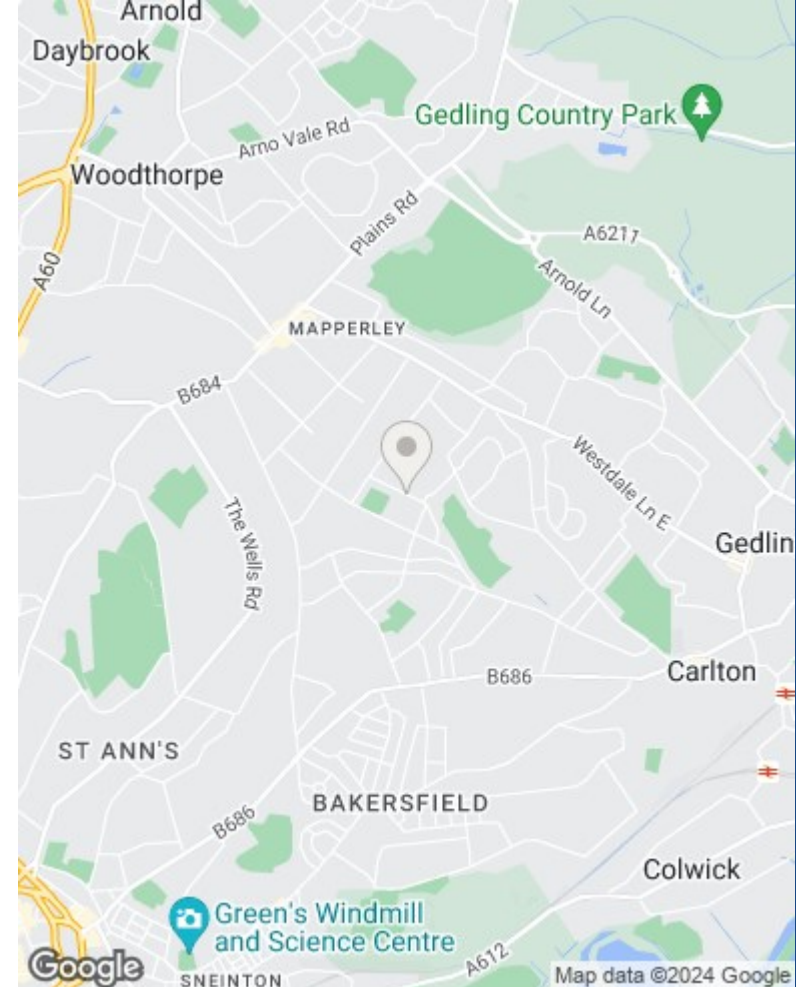 Arnold
Daybrook
Gedling Country Park
Arno Vale Rd
Woodthorpe
Plains Rd
A6211
A60
Arnold Ln
MAPPERLEY
B684
Westdale Ln E
The Wells Rd
Gedlin
Carlton
B686
ST ANN'S
BAKERSFIELD
B686
Colwick
Green's Windmill
and Science Centre
A612
Google
SNEINTON
Map data ©2024 Google